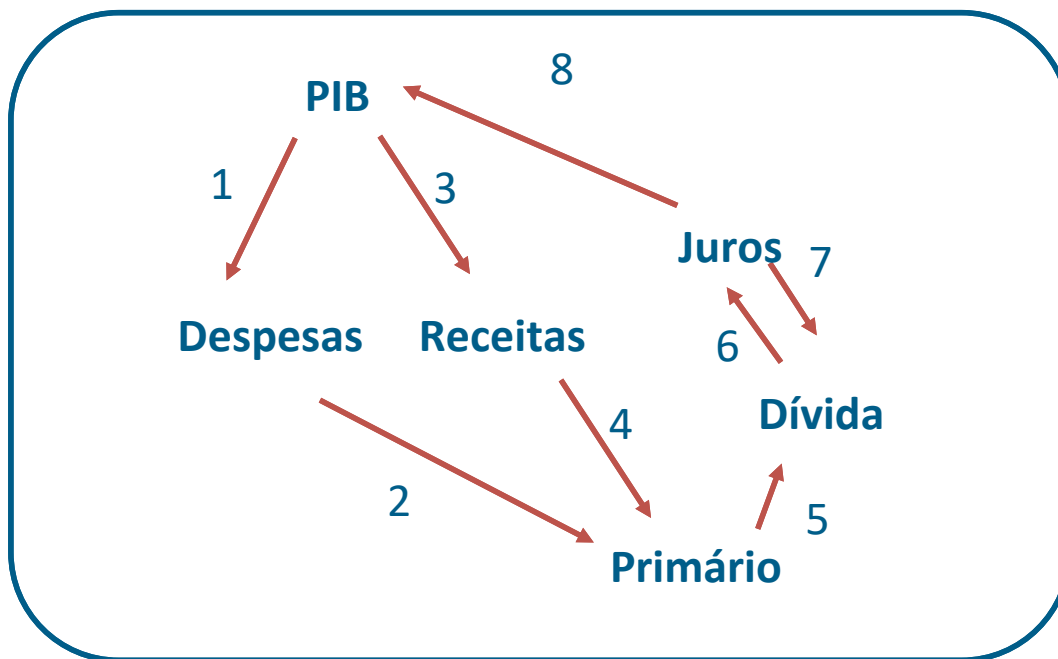 8
PIB
1
3
Juros
7
Despesas
Receitas
6
Dívida
4
2
5
Primário